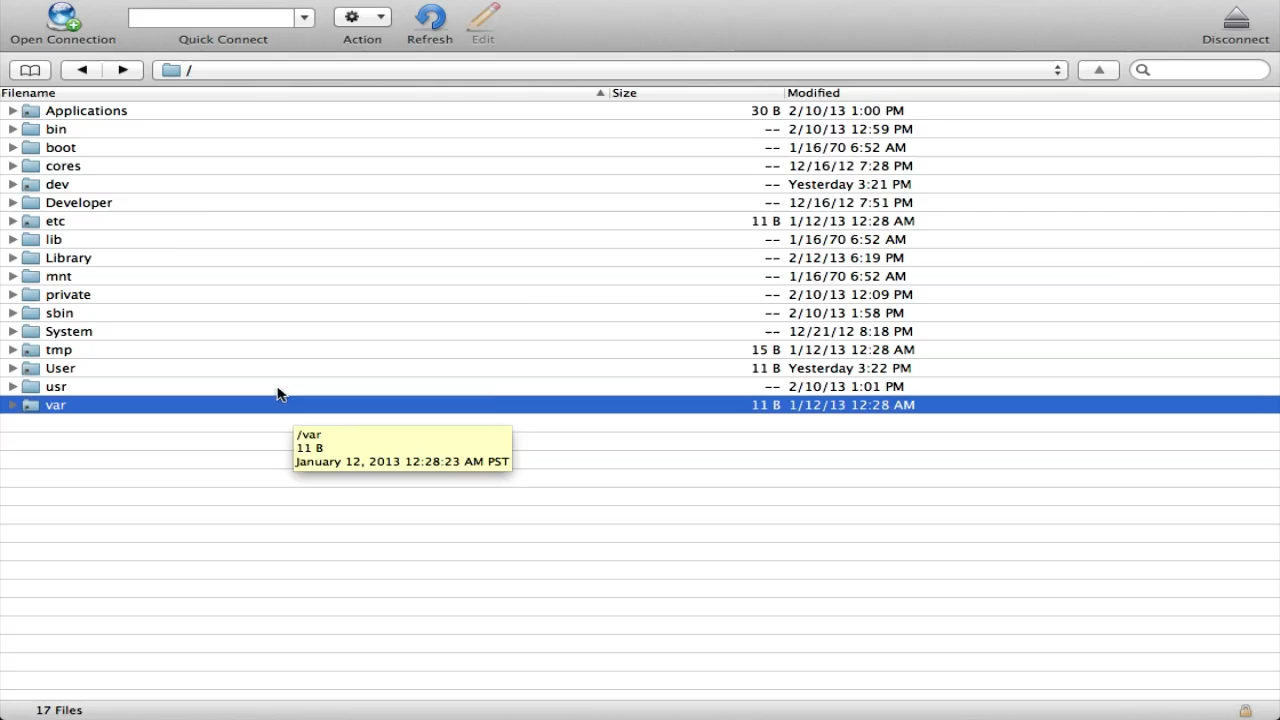 Open Connection Quick Connect Action Refresh Edit Disconnect
/
Filename Size Modified
Applications 30 B 2/10/13 1:00 PM
bin -- 2/10/13 12:59 PM
boot -- 1/16/70 6:52 AM
cores -- 12/16/12 7:28 PM
dev -- Yesterday 3:21 PM
Developer -- 12/16/12 7:51 PM
etc 11 B 1/12/13 12:28 AM
lib -- 1/16/70 6:52 AM
Library -- 2/12/13 6:19 PM
mnt -- 1/16/70 6:52 AM
private -- 2/10/13 12:09 PM
sbin -- 2/10/13 1:58 PM
System -- 12/21/12 8:18 PM
tmp 15 B 1/12/13 12:28 AM
User 11 B Yesterday 3:22 PM
usr -- 2/10/13 1:01 PM
var 11 B 1/12/13 12:28 AM
/var
11 B
January 12, 2013 12:28:23 AM PST
17 Files